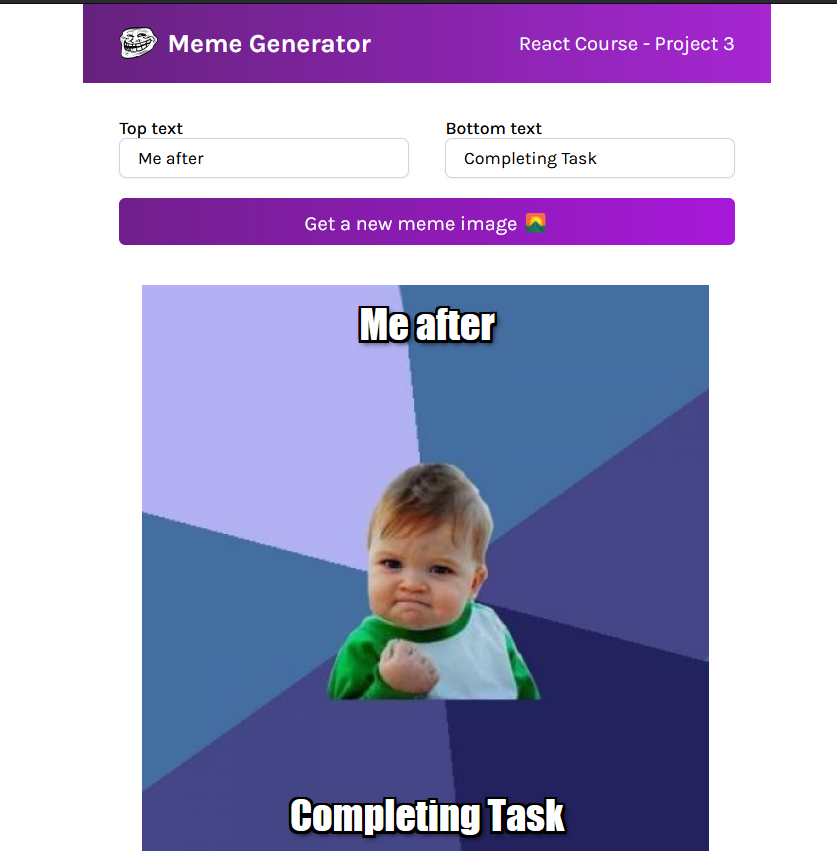 Meme Generator
React Course - Project 3
Top text
Bottom text
Me after
Completing Task
Get a new meme image
Me after
Completing Task